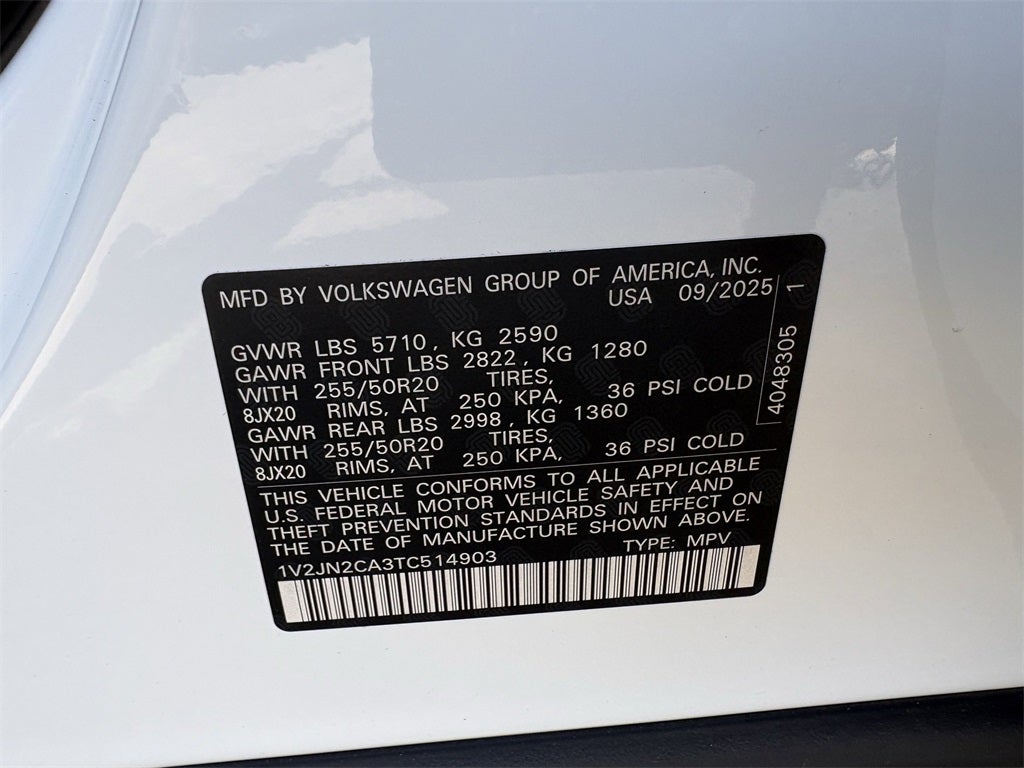 MFD BY VOLKSWAGEN GROUP OF AMERICA, INC.
USA 09/2025 1
GVWR LBS 5710, KG 2590
GAWR FRONT LBS 2822, KG 1280
WITH 255/50R20 TIRES,
8JX20 RIMS, AT 250 KPA, 36 PSI COLD
GAWR REAR LBS 2998, KG 1360
WITH 255/50R20 TIRES,
8JX20 RIMS, AT 250 KPA, 36 PSI COLD
4048305
THIS VEHICLE CONFORMS TO ALL APPLICABLE
U.S. FEDERAL MOTOR VEHICLE SAFETY AND
THEFT PREVENTION STANDARDS IN EFFECT ON
THE DATE OF MANUFACTURE SHOWN ABOVE.
1V2JN2CA3TC514903 TYPE: MPV